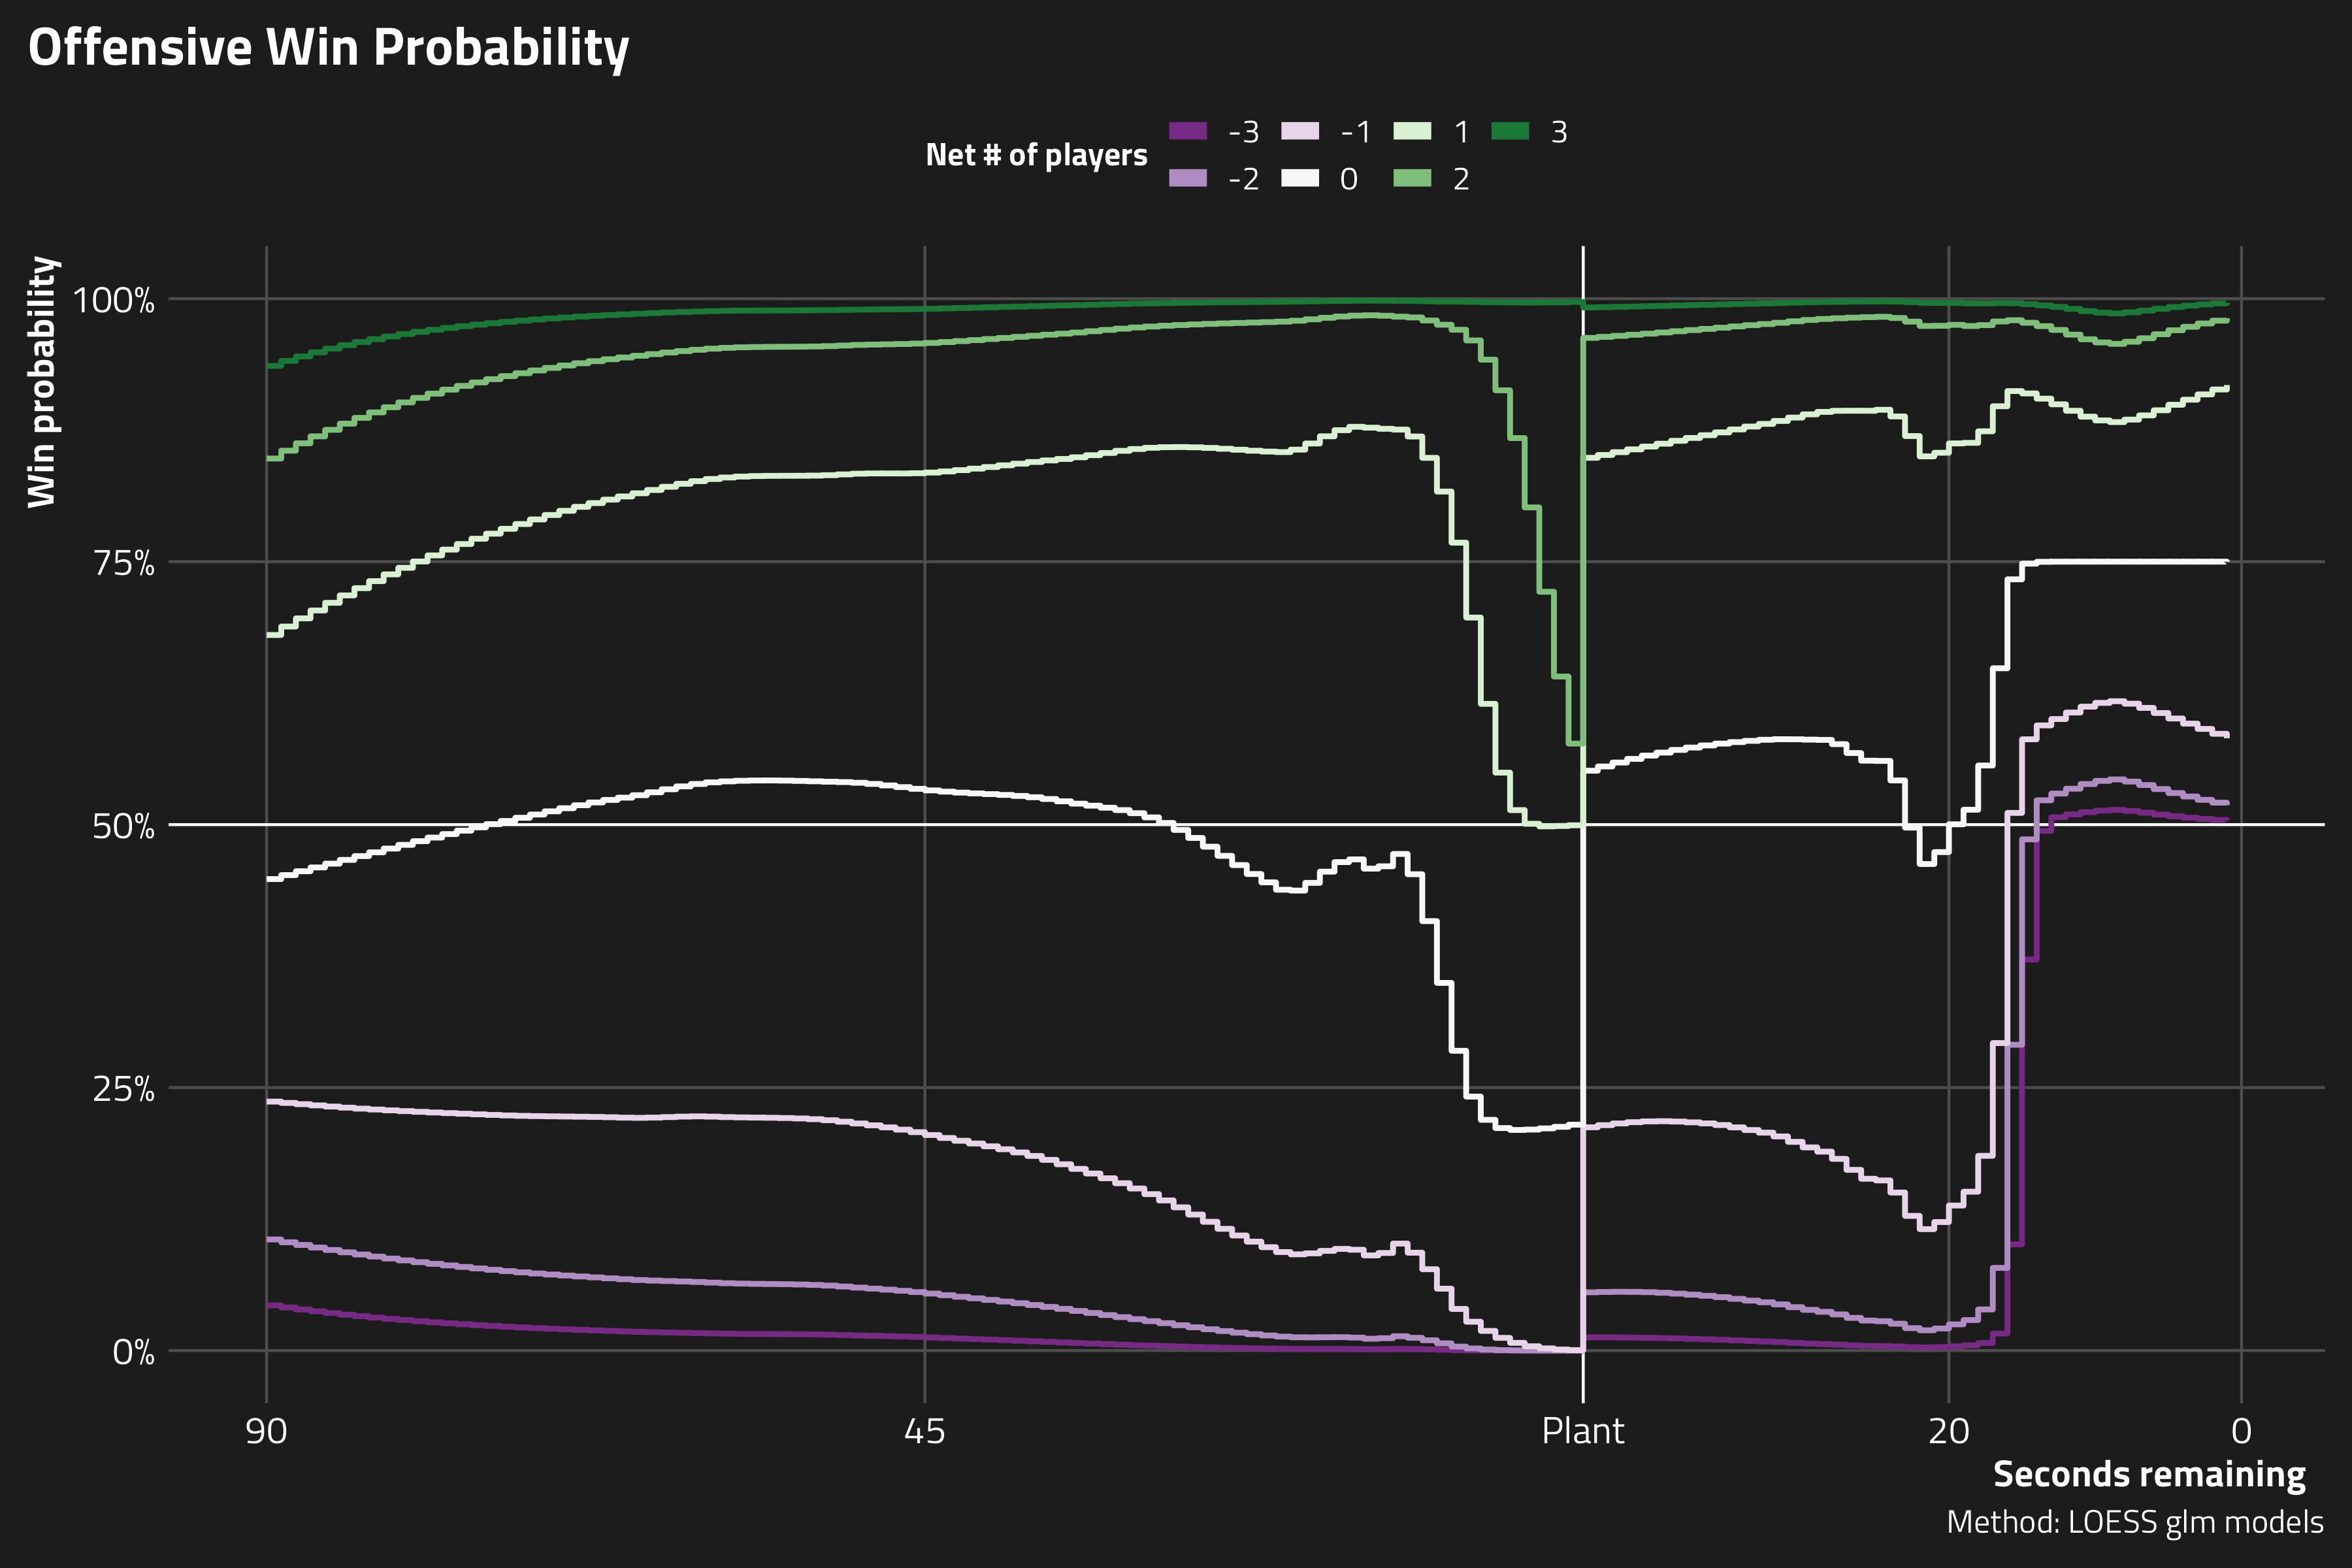 Offensive Win Probability
Net # of players
-3 -1 1 3
-2 0 2
Win probability
100%
75%
50%
25%
0%
90 45 Plant 20 0
Seconds remaining
Method: LOESS glm models